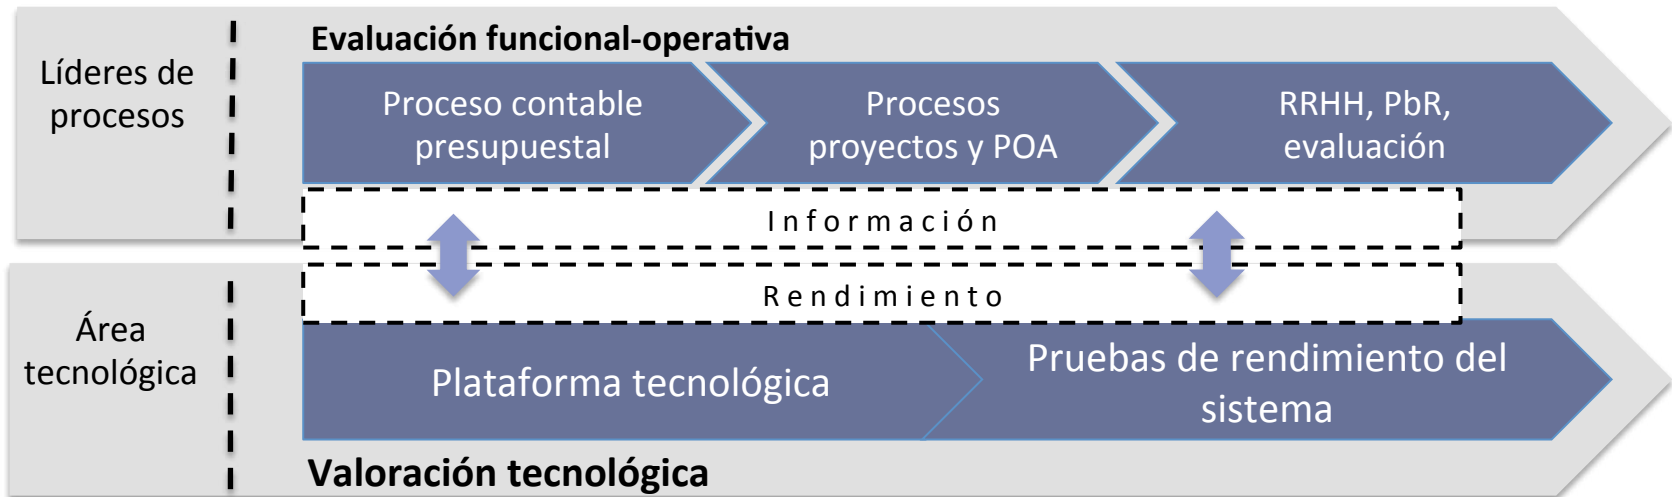 Evaluación funcional-operativa
Líderes de
procesos
Proceso contable
presupuestal
Procesos
proyectos y POA
RRHH, PbR,
evaluación
Información
Rendimiento
Área
tecnológica
Plataforma tecnológica
Pruebas de rendimiento del
sistema
Valoración tecnológica